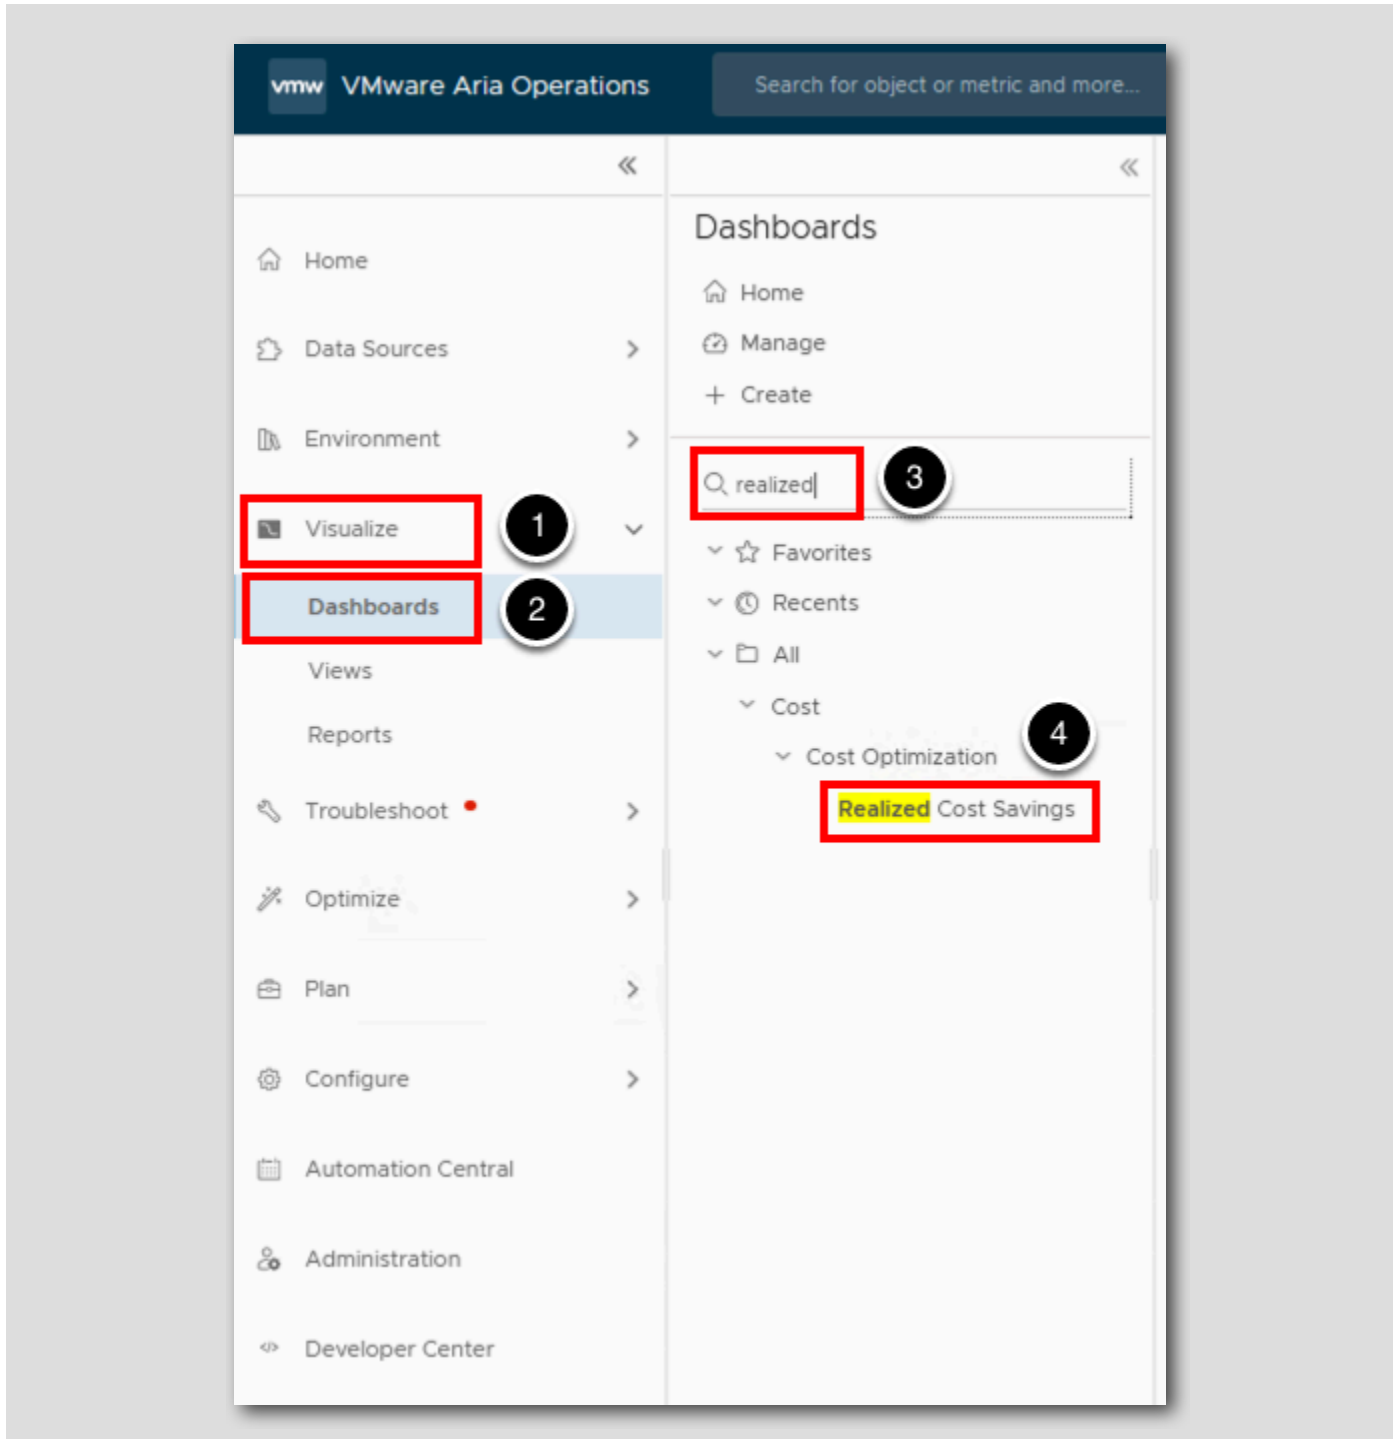 vmw VMware Aria Operations
Search for object or metric and more...
Home
Data Sources
Environment
Visualize 1
Dashboards 2
Views
Reports
Troubleshoot
Optimize
Plan
Configure
Automation Central
Administration
Developer Center
Dashboards
Home
Manage
Create
realized 3
Favorites
Recents
All
Cost
Cost Optimization 4
Realized Cost Savings